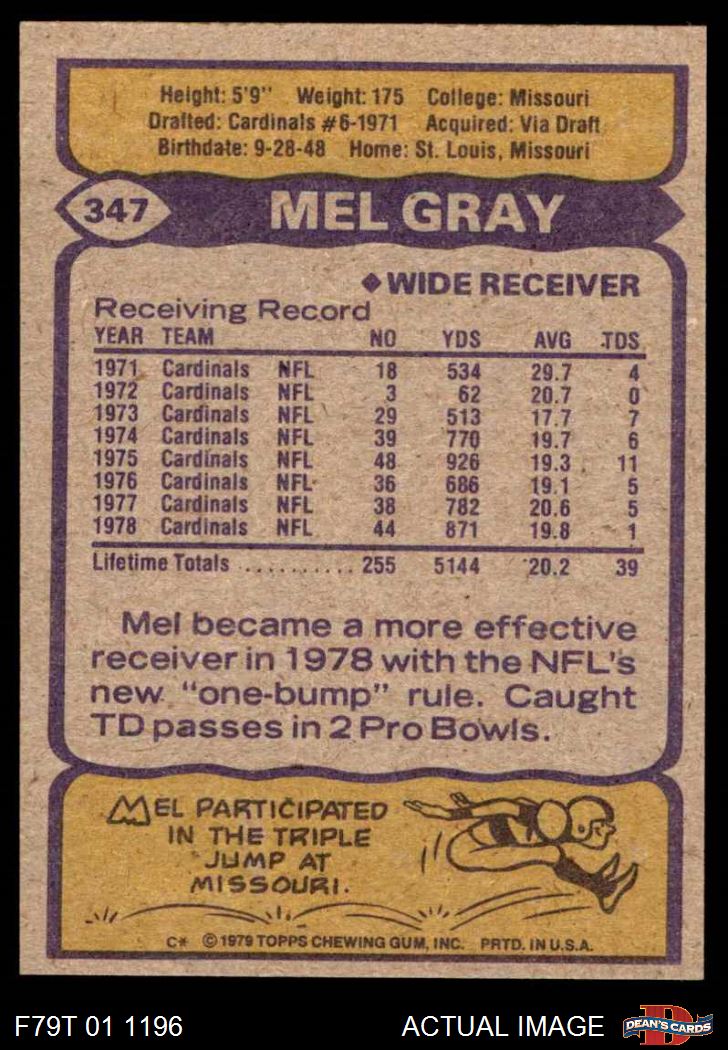 Height: 5'9" Weight: 175 College: Missouri
Drafted: Cardinals #6-1971 Acquired: Via Draft
Birthdate: 9-28-48 Home: St. Louis, Missouri
347 MEL GRAY
◆ WIDE RECEIVER
Receiving Record
YEAR TEAM NO YDS AVG TDS
1971 Cardinals NFL 18 534 29.7 4
1972 Cardinals NFL 3 62 20.7 0
1973 Cardinals NFL 29 513 17.7 7
1974 Cardinals NFL 39 770 19.7 6
1975 Cardinals NFL 48 926 19.3 11
1976 Cardinals NFL 36 686 19.1 5
1977 Cardinals NFL 38 782 20.6 5
1978 Cardinals NFL 44 871 19.8 1
Lifetime Totals .......... 255 5144 20.2 39
Mel became a more effective
receiver in 1978 with the NFL's
new "one-bump" rule. Caught
TD passes in 2 Pro Bowls.
MEL PARTICIPATED
IN THE TRIPLE
JUMP AT
MISSOURI.
C* © 1979 TOPPS CHEWING GUM, INC. PRTD. IN U.S.A.
F79T 01 1196 ACTUAL IMAGE D DEAN'S CARDS